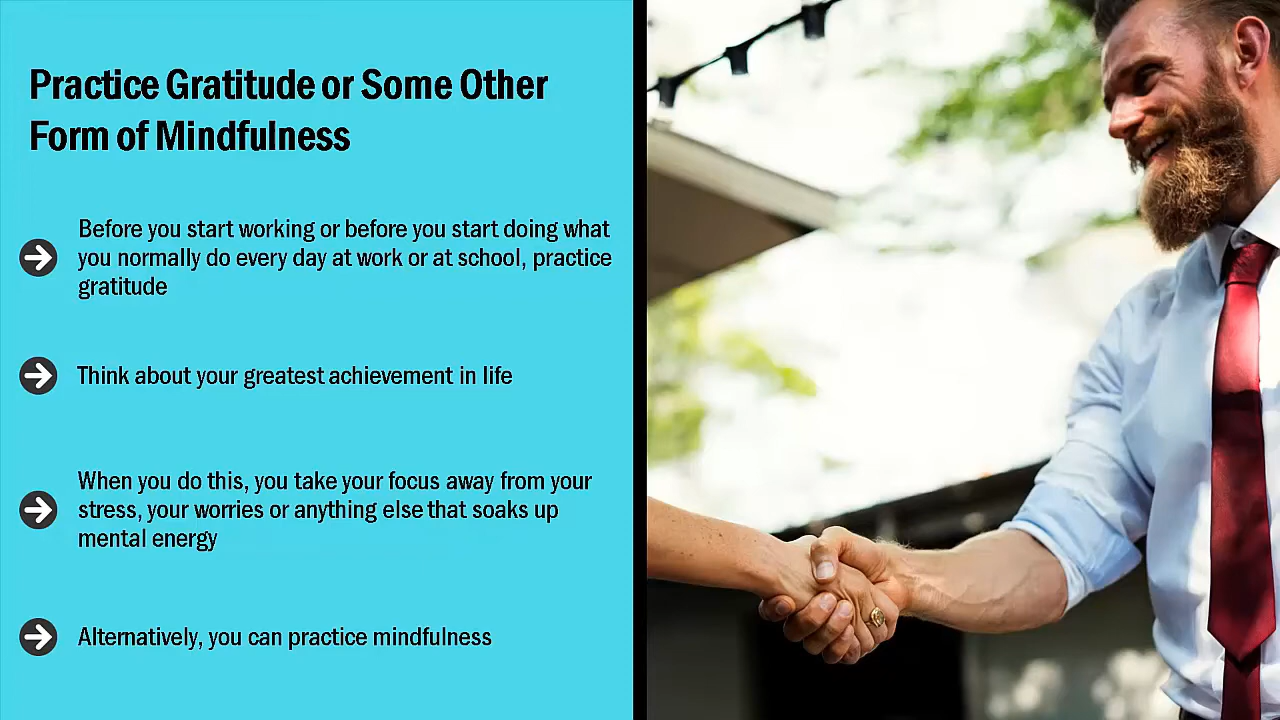 Practice Gratitude or Some Other
Form of Mindfulness
Before you start working or before you start doing what
you normally do every day at work or at school, practice
gratitude
Think about your greatest achievement in life
When you do this, you take your focus away from your
stress, your worries or anything else that soaks up
mental energy
Alternatively, you can practice mindfulness